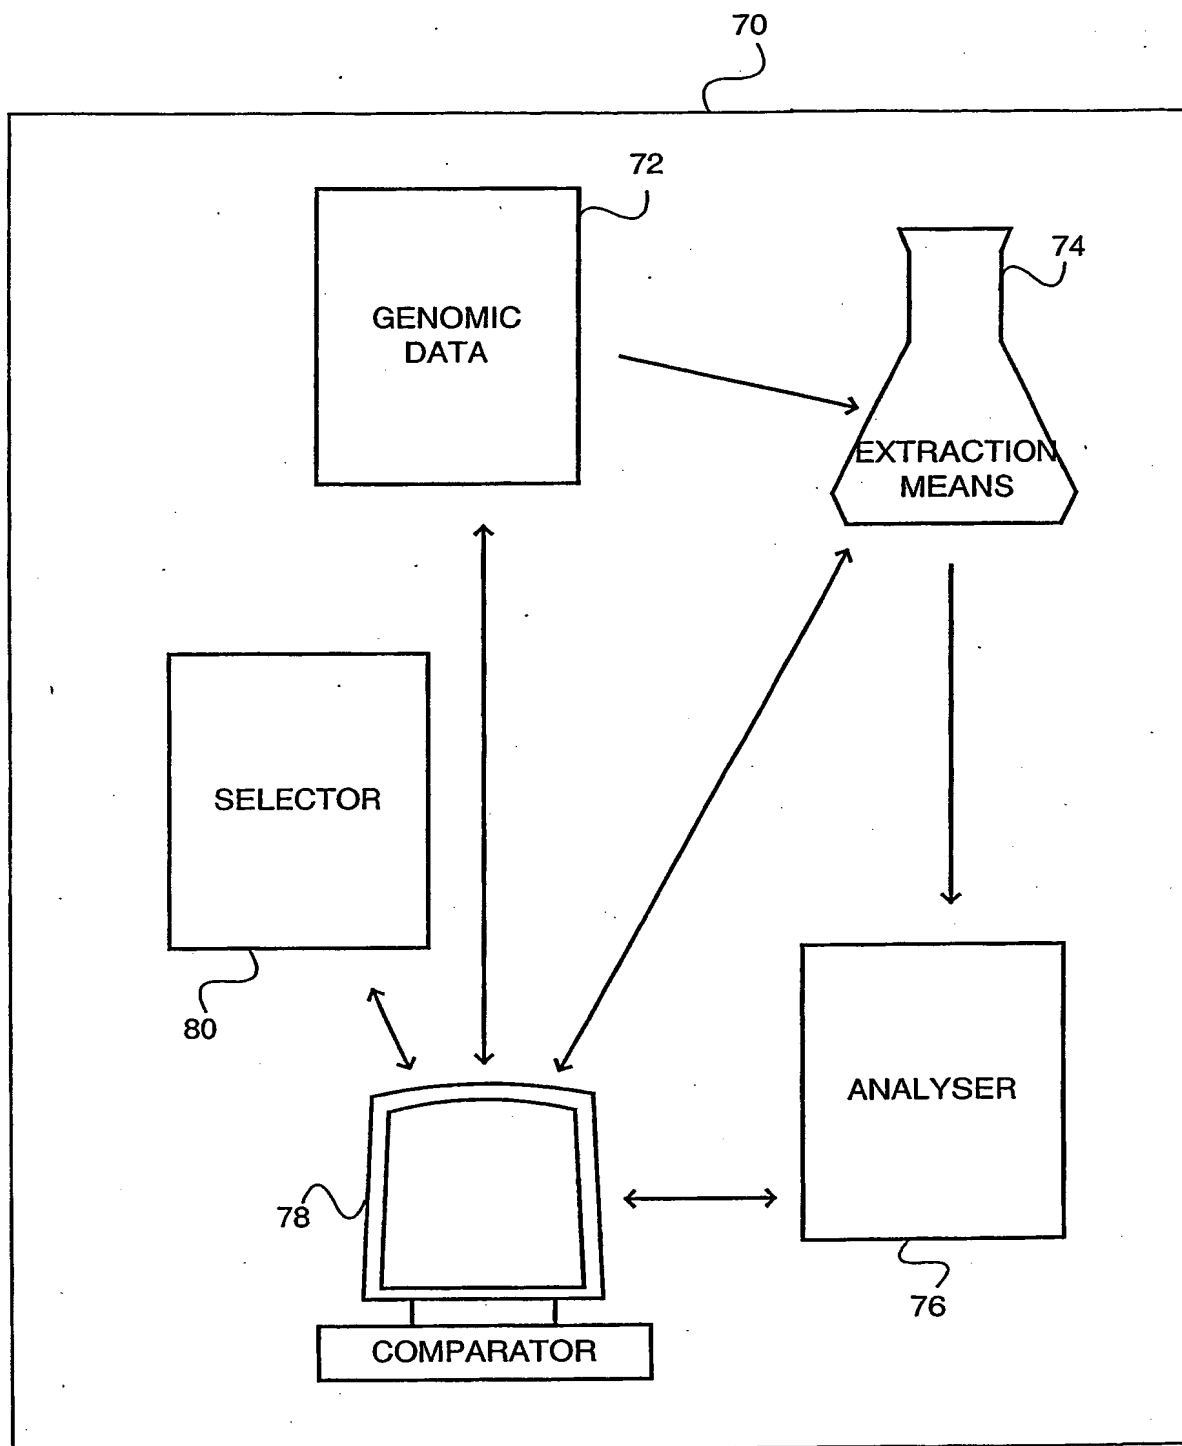 70
72
74
GENOMIC
DATA
EXTRACTION
MEANS
SELECTOR
80
ANALYSER
78
76
COMPARATOR